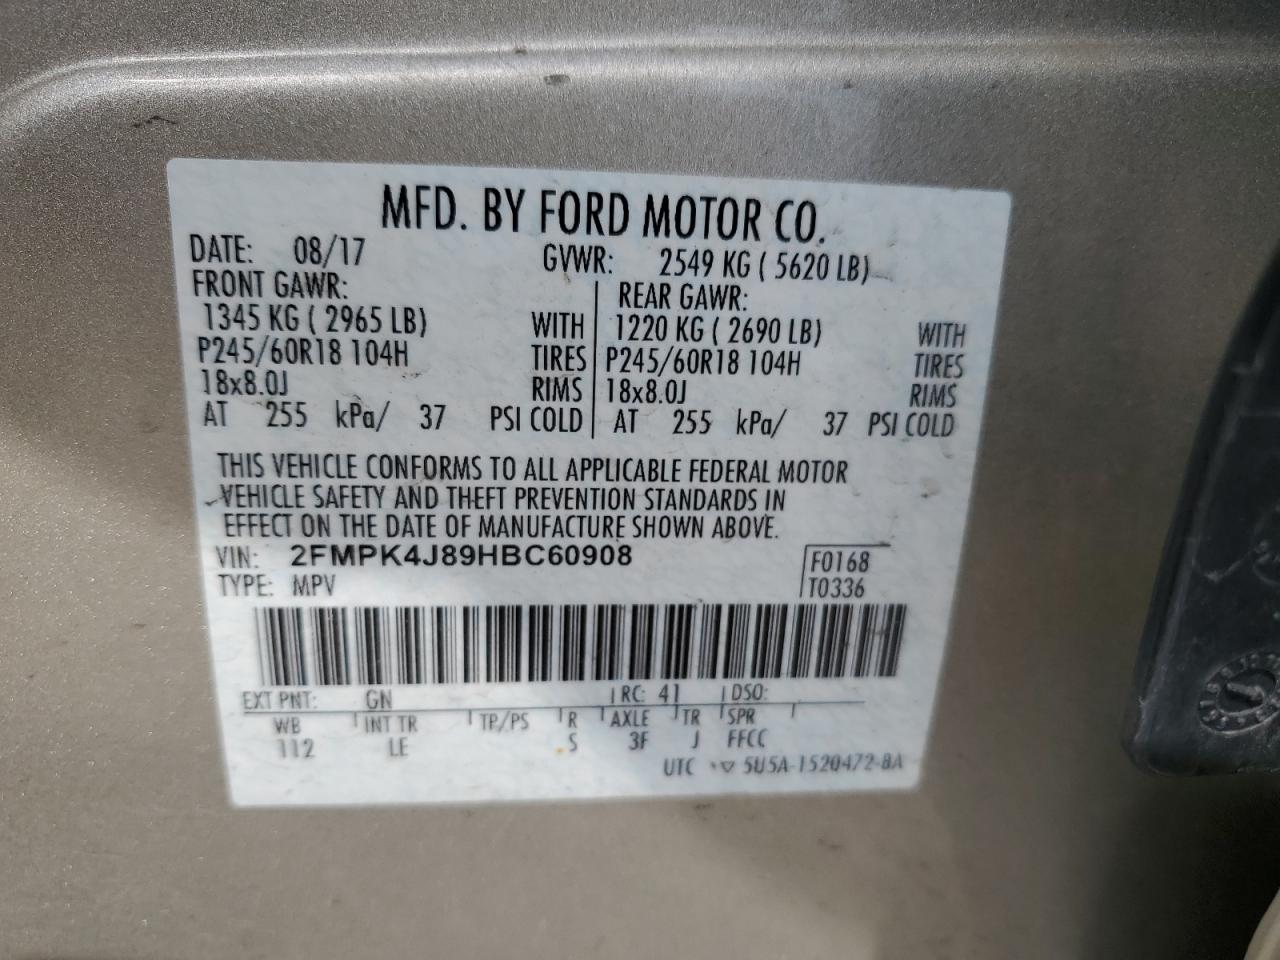 MFD. BY FORD MOTOR CO.
DATE: 08/17 GVWR: 2549 KG ( 5620 LB)
FRONT GAWR: REAR GAWR:
1345 KG ( 2965 LB) WITH 1220 KG ( 2690 LB) WITH
P245/60R18 104H TIRES P245/60R18 104H TIRES
18x8.0J RIMS 18x8.0J RIMS
AT 255 kPa/ 37 PSI COLD AT 255 kPa/ 37 PSI COLD
THIS VEHICLE CONFORMS TO ALL APPLICABLE FEDERAL MOTOR
VEHICLE SAFETY AND THEFT PREVENTION STANDARDS IN
EFFECT ON THE DATE OF MANUFACTURE SHOWN ABOVE.
VIN: 2FMPK4J89HBC60908 F0168
TYPE: MPV T0336
EXT PNT: GN RC: 41 DSO:
WB INT TR TP/PS R AXLE TR SPR
112 LE S 3F J FFCC
UTC 5U5A-1520472-BA